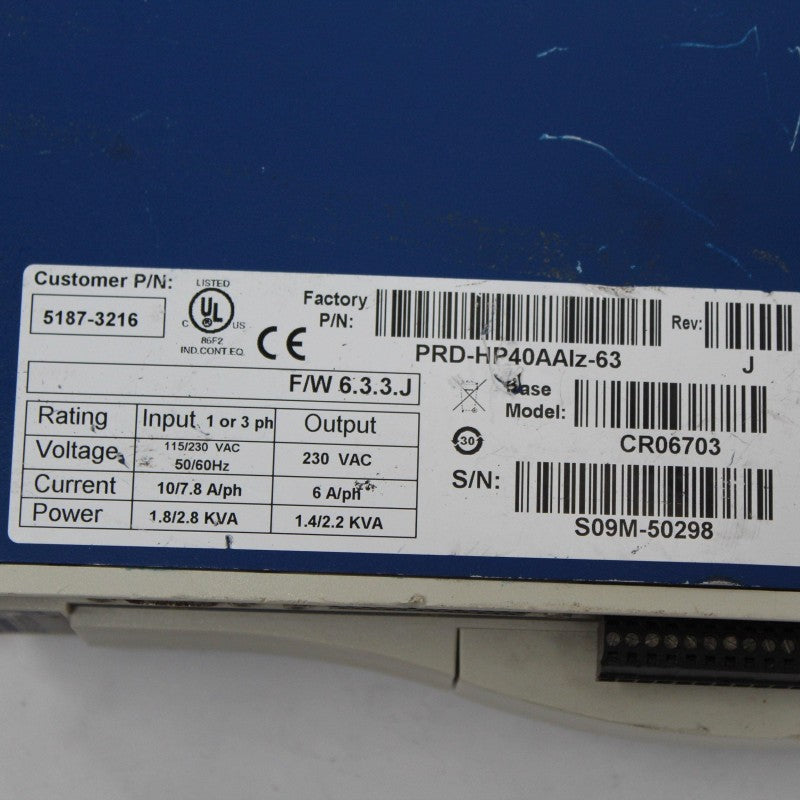 Customer P/N:
5187-3216
LISTED
C UL US
86FZ
IND.CONT.EQ.
CE
Factory
P/N:
PRD-HP40AAIz-63
Rev:
J
F/W 6.3.3.J
Base
Model:
CR06703
30
S/N:
S09M-50298
Rating Input 1 or 3 ph Output
Voltage 115/230 VAC 50/60Hz 230 VAC
Current 10/7.8 A/ph 6 A/ph
Power 1.8/2.8 KVA 1.4/2.2 KVA